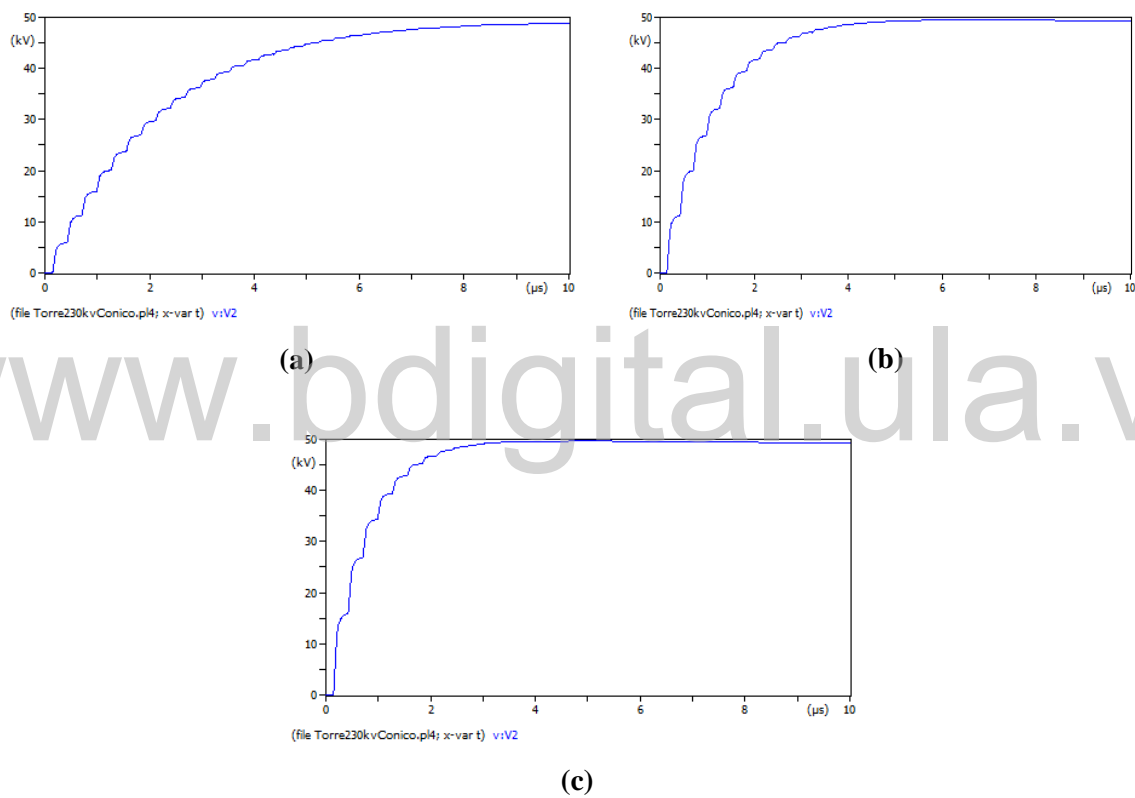 50
(kV)
40
30
20
10
0
0 2 4 6 8 (µs) 10
(file Torre230kvConico.pl4; x-var t) v:V2
(a)
50
(kV)
40
30
20
10
0
0 2 4 6 8 (µs) 10
(file Torre230kvConico.pl4; x-var t) v:V2
(b)
www.bdigital.ula.v
50
(kV)
40
30
20
10
0
0 2 4 6 8 (µs) 10
(file Torre230kvConico.pl4; x-var t) v:V2
(c)